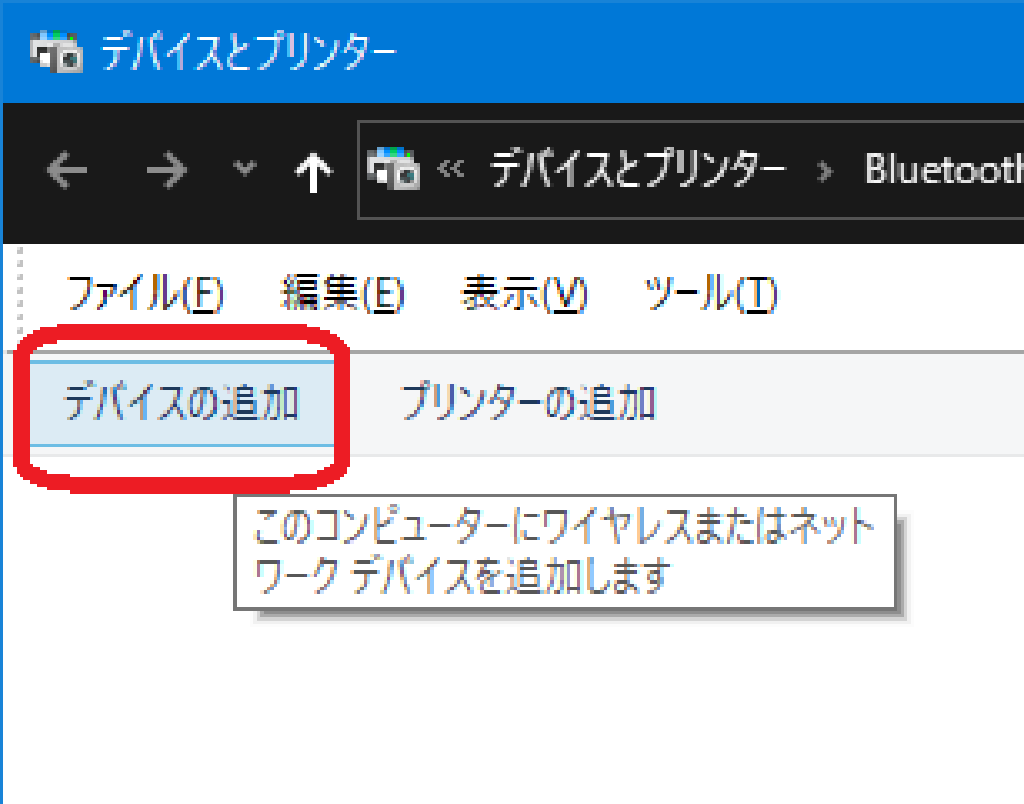 デバイスとプリンター
« デバイスとプリンター › Bluetooth
ファイル(F) 編集(E) 表示(V) ツール(T)
デバイスの追加 プリンターの追加
このコンピューターにワイヤレスまたはネット
ワーク デバイスを追加します